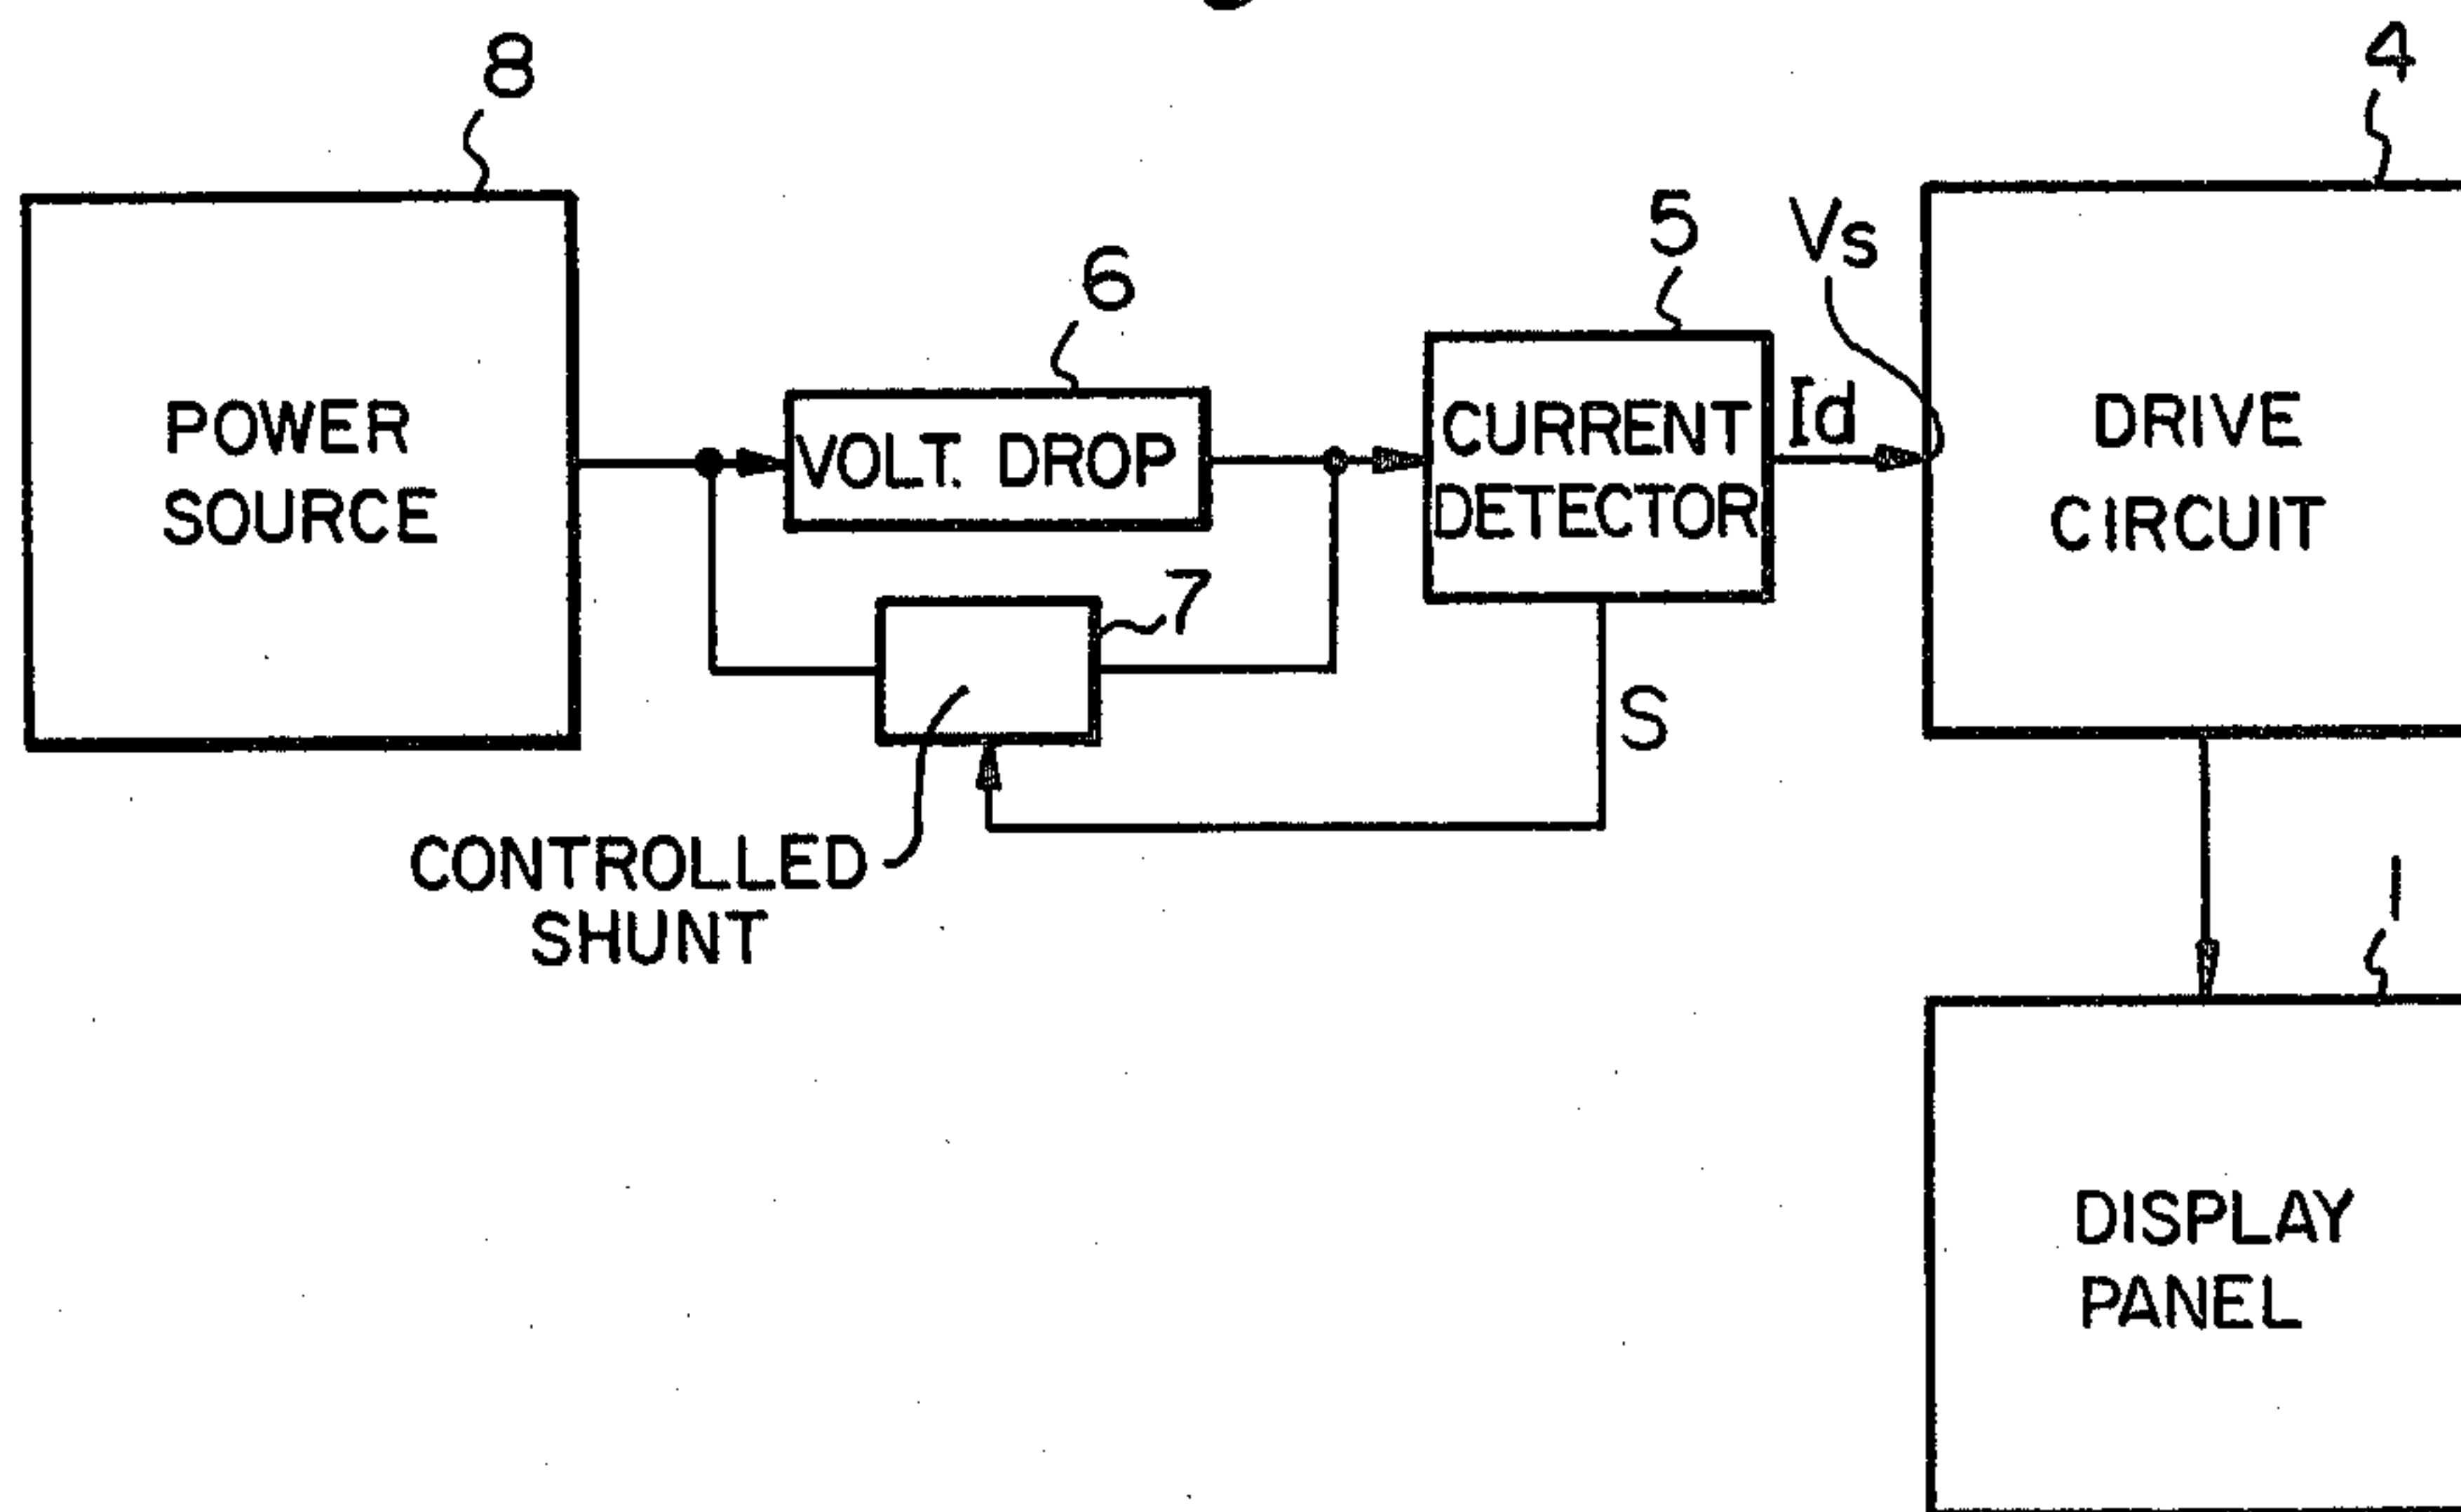 8
4
5
Vs
6
POWER
SOURCE
VOLT. DROP
CURRENT
DETECTOR
Id
DRIVE
CIRCUIT
7
S
CONTROLLED
SHUNT
1
DISPLAY
PANEL